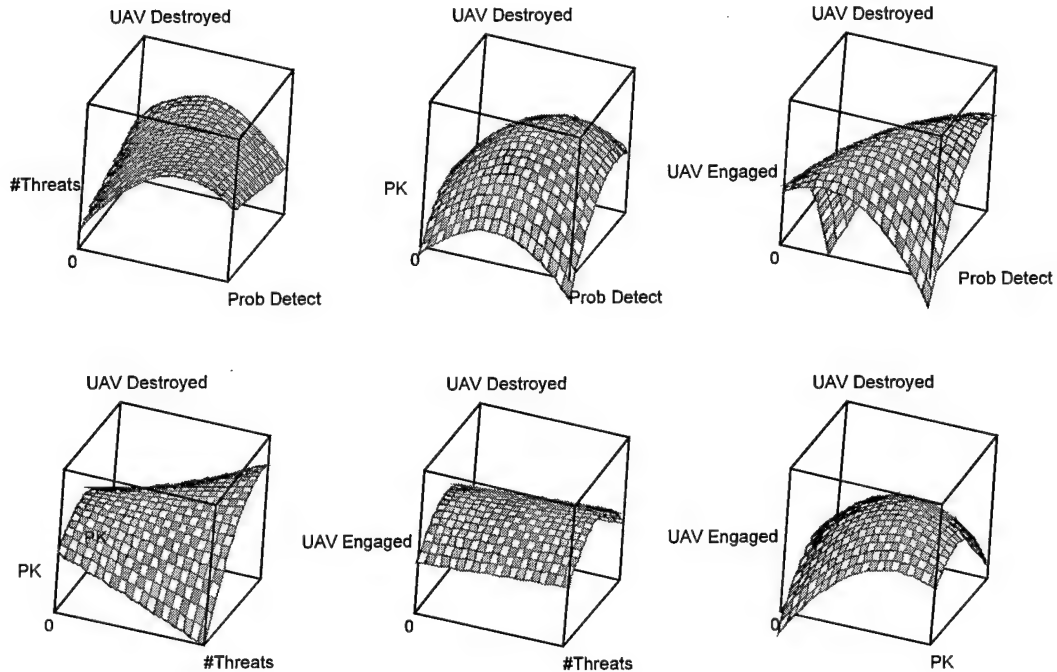 UAV Destroyed
UAV Destroyed
UAV Destroyed
#Threats
PK
UAV Engaged
0
0
0
Prob Detect
Prob Detect
Prob Detect
UAV Destroyed
UAV Destroyed
UAV Destroyed
PK
PK
UAV Engaged
UAV Engaged
0
0
0
#Threats
#Threats
PK